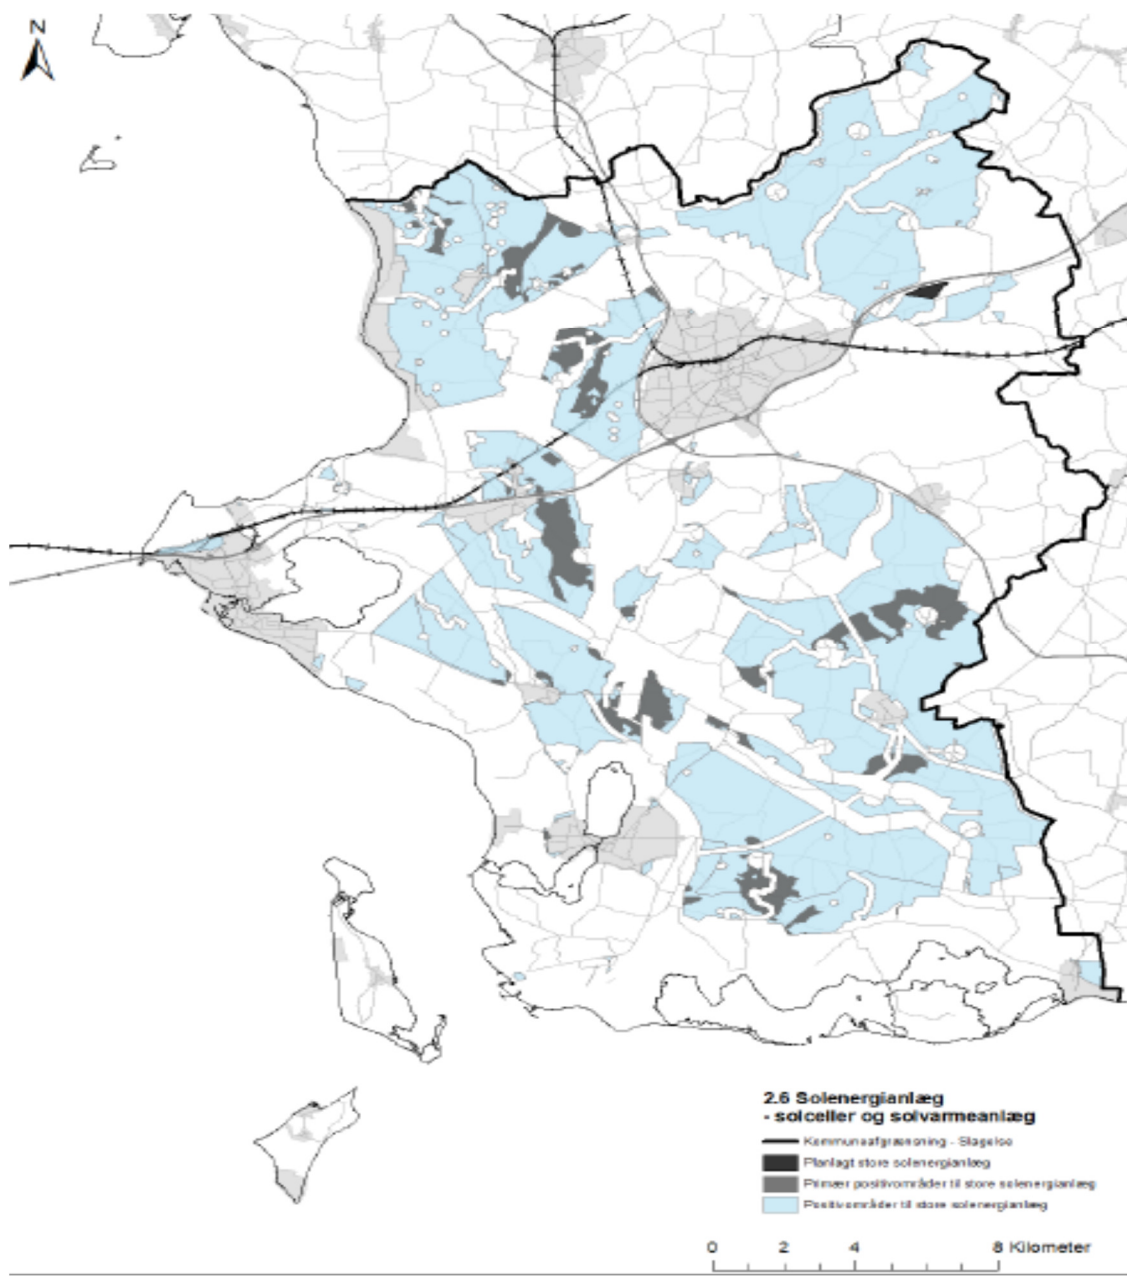 N
2.6 Solenergianlæg
- solceller og solvarmeanlæg
Kommuneafgrænsning - Slagelse
Planlagt store solenergianlæg
Primær positivområder til store solenergianlæg
Positivområder til store solenergianlæg
0 2 4 8 Kilometer